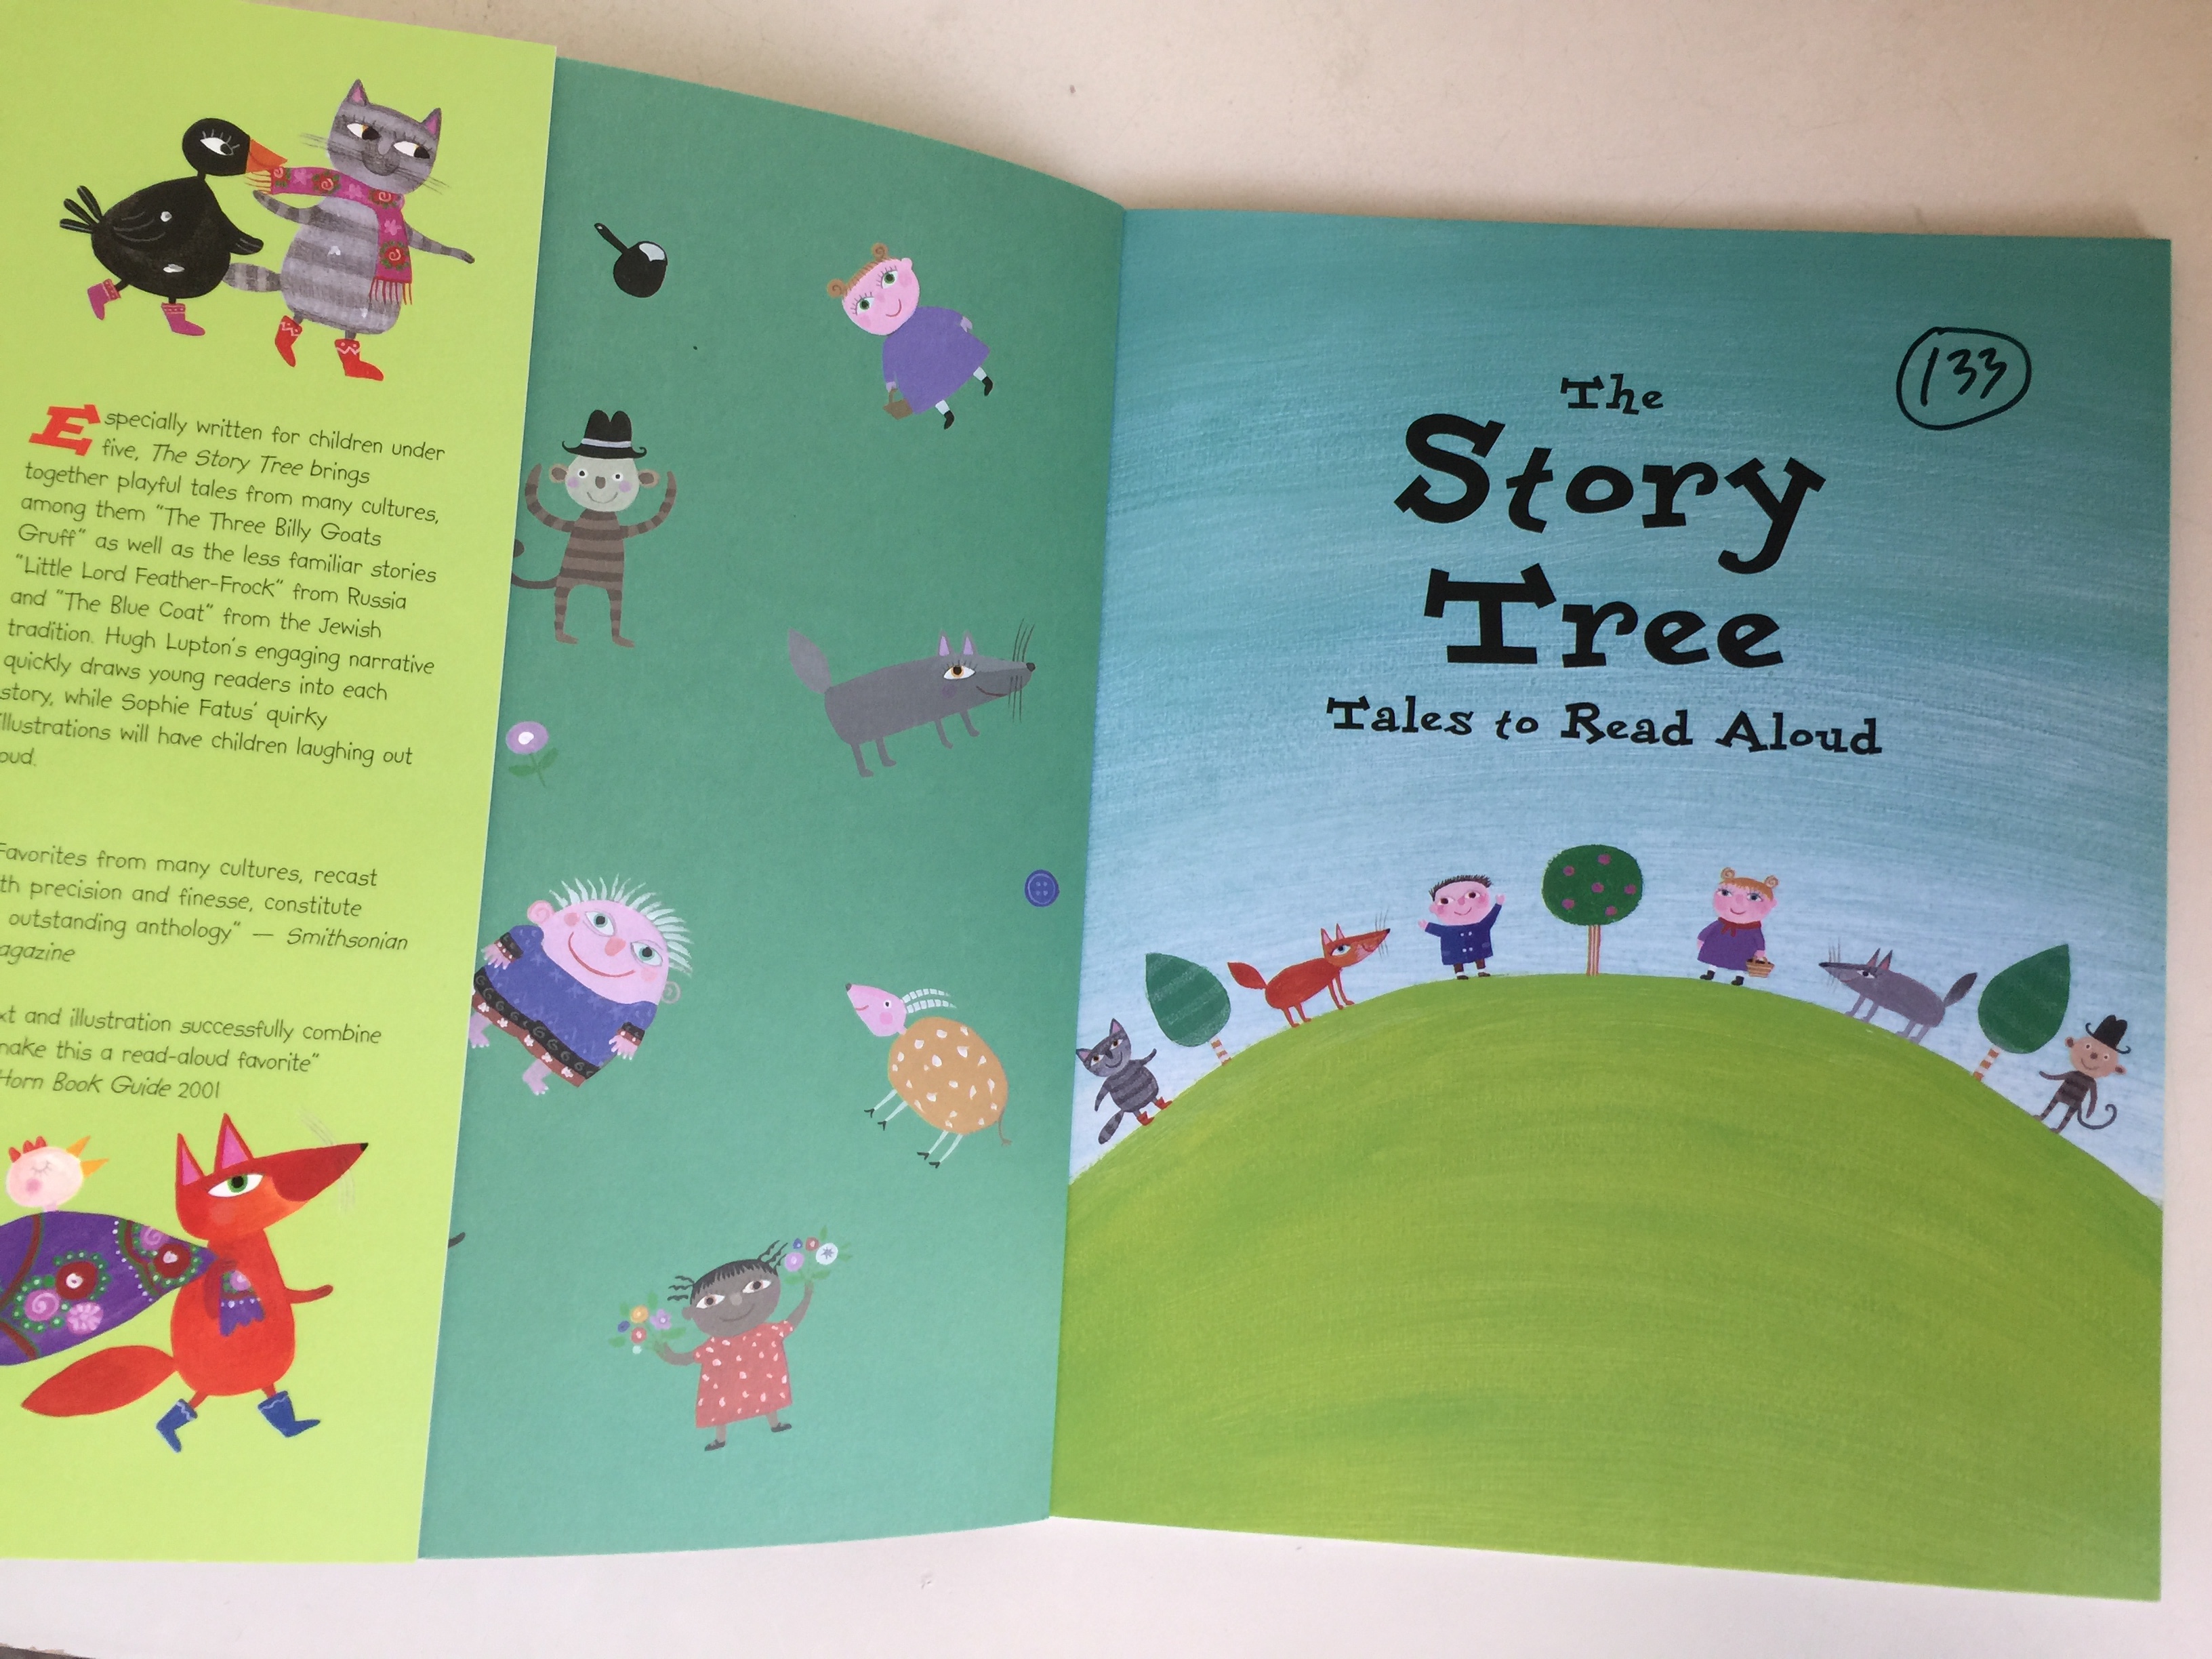 Especially written for children under
five, The Story Tree brings
together playful tales from many cultures,
among them "The Three Billy Goats
Gruff" as well as the less familiar stories
"Little Lord Feather-Frock" from Russia
and "The Blue Coat" from the Jewish
tradition. Hugh Lupton's engaging narrative
quickly draws young readers into each
story, while Sophie Fatus' quirky
illustrations will have children laughing out
oud.
Favorites from many cultures, recast
th precision and finesse, constitute
outstanding anthology" — Smithsonian
agazine
xt and illustration successfully combine
make this a read-aloud favorite"
Horn Book Guide 2001
133
The
Story
Tree
Tales to Read Aloud